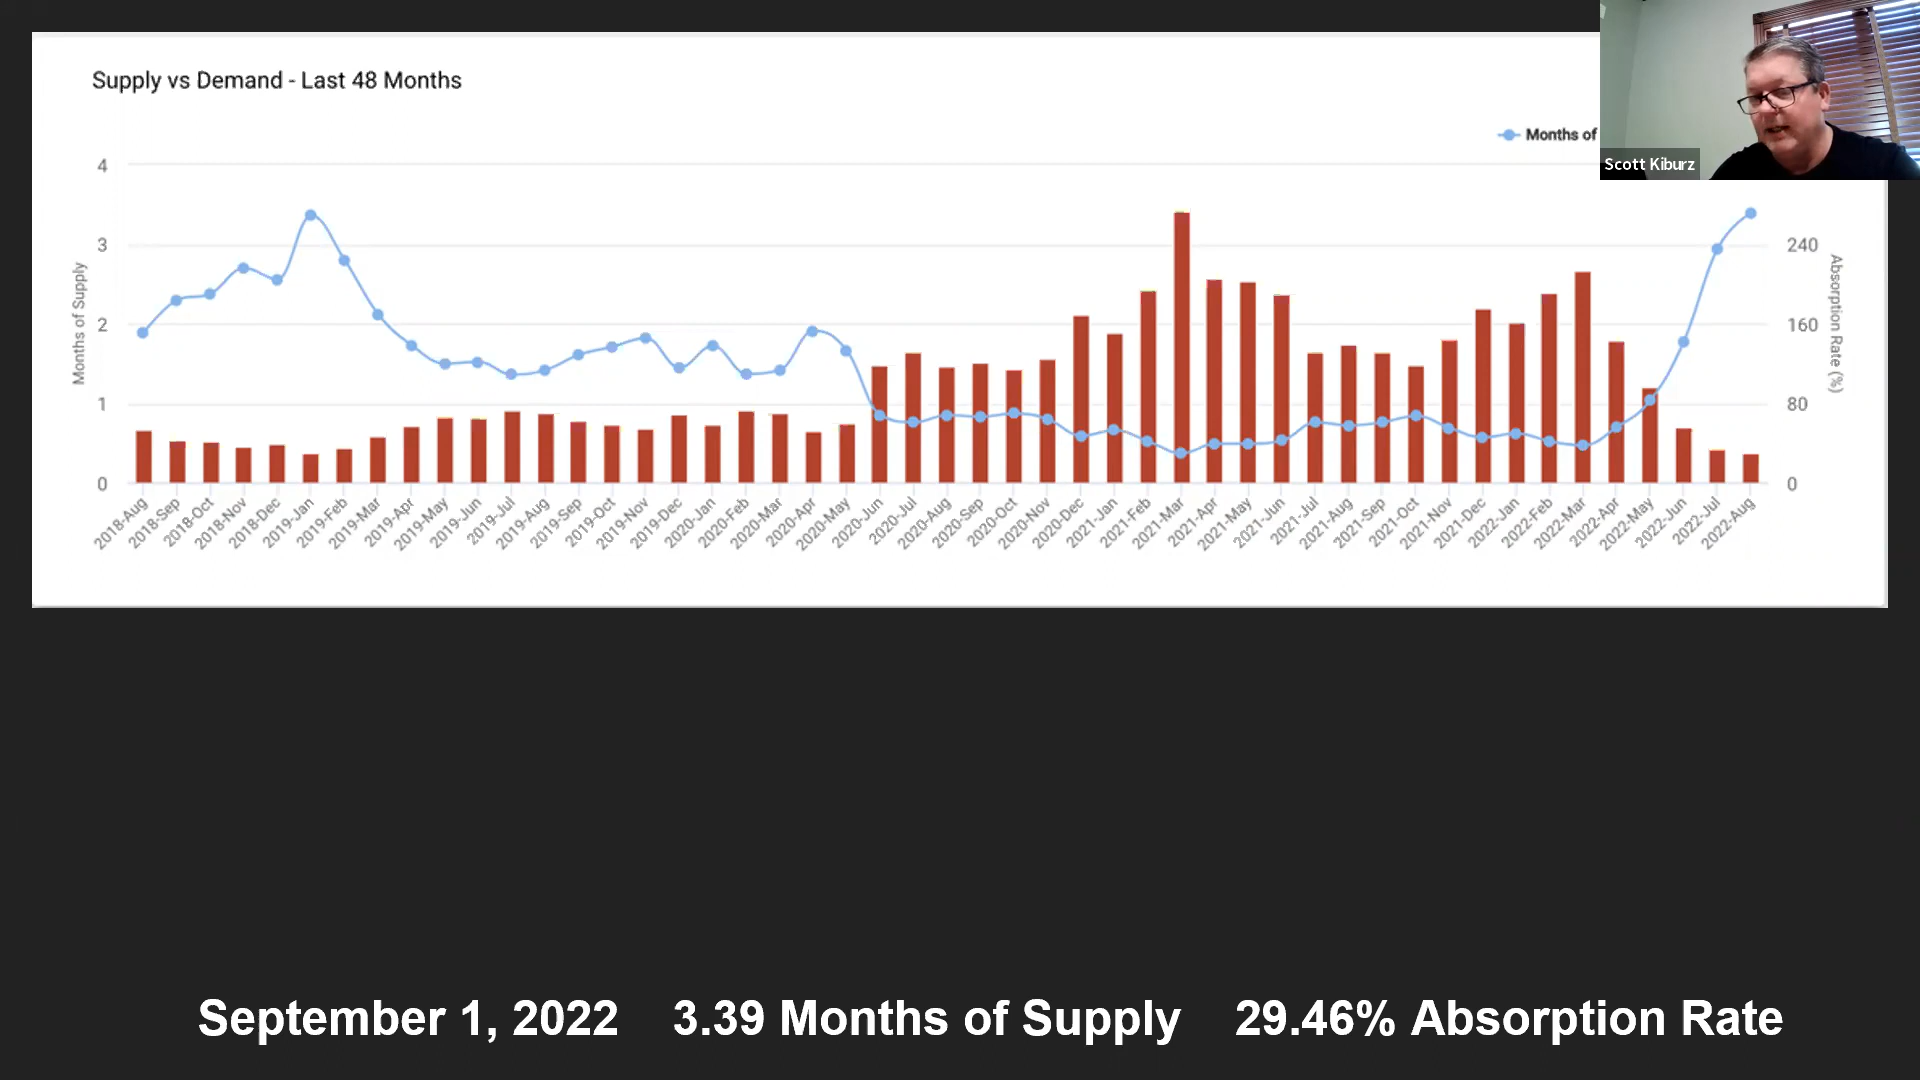 Supply vs Demand - Last 48 Months
Months of
Scott Kiburz
4
3
2
1
0
Months of Supply
240
160
80
0
Absorption Rate (%)
2018-Aug
2018-Sep
2018-Oct
2018-Nov
2018-Dec
2019-Jan
2019-Feb
2019-Mar
2019-Apr
2019-May
2019-Jun
2019-Jul
2019-Aug
2019-Sep
2019-Oct
2019-Nov
2019-Dec
2020-Jan
2020-Feb
2020-Mar
2020-Apr
2020-May
2020-Jun
2020-Jul
2020-Aug
2020-Sep
2020-Oct
2020-Nov
2020-Dec
2021-Jan
2021-Feb
2021-Mar
2021-Apr
2021-May
2021-Jun
2021-Jul
2021-Aug
2021-Sep
2021-Oct
2021-Nov
2021-Dec
2022-Jan
2022-Feb
2022-Mar
2022-Apr
2022-May
2022-Jun
2022-Jul
2022-Aug
September 1, 2022 3.39 Months of Supply 29.46% Absorption Rate